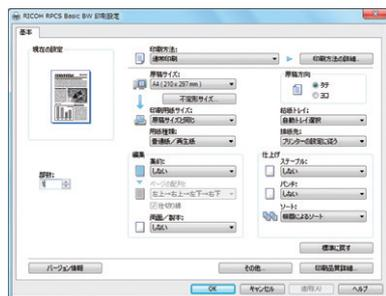 RICOH RPCS Basic BW 印刷設定
基本
現在の設定
印刷方法:
通常印刷
印刷方法の詳細...
原稿サイズ:
A4 (210 x 297 mm)
不定形サイズ...
原稿方向
タテ
ヨコ
印刷用紙サイズ:
原稿サイズと同じ
給紙トレイ:
自動トレイ選択
用紙種類:
普通紙/再生紙
排紙先:
プリンターの設定に従う
部数:
編集
集約:
しない
ページの配列:
左上→右上→左下→右下
仕切り線
両面/製本:
しない
仕上げ
ステープル:
しない
パンチ:
しない
ソート:
機器によるソート
標準に戻す
バージョン情報
その他...
印刷品質詳細...
OK
キャンセル
適用(A)
ヘルプ